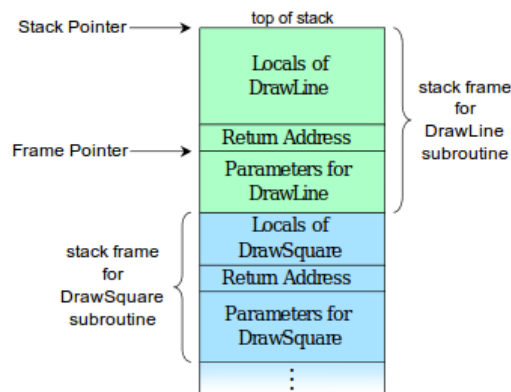 Stack Pointer
top of stack
Locals of
DrawLine
Return Address
Frame Pointer
Parameters for
DrawLine
stack frame
for
DrawLine
subroutine
Locals of
DrawSquare
Return Address
Parameters for
DrawSquare
stack frame
for
DrawSquare
subroutine
⋮